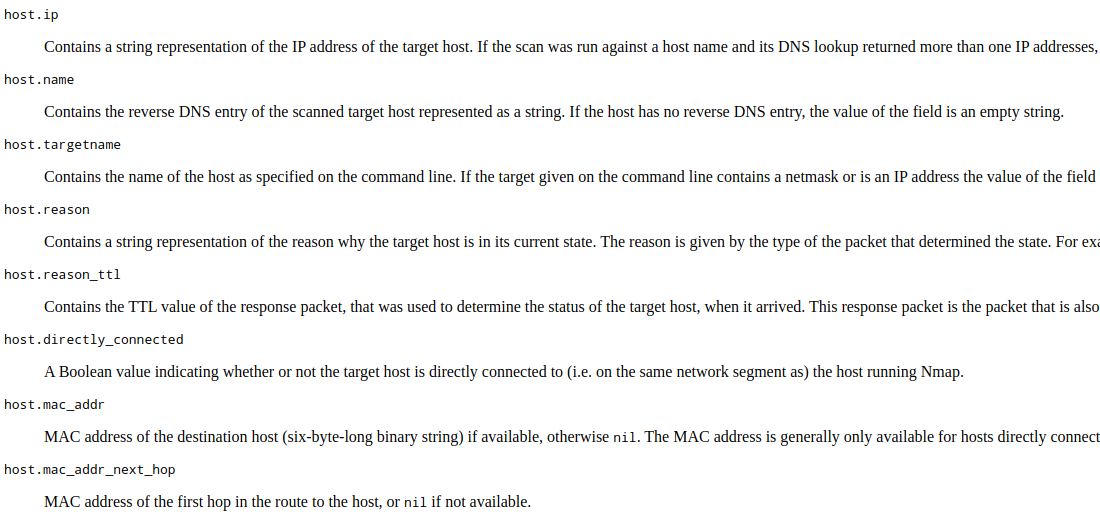 host.ip
Contains a string representation of the IP address of the target host. If the scan was run against a host name and its DNS lookup returned more than one IP addresses,
host.name
Contains the reverse DNS entry of the scanned target host represented as a string. If the host has no reverse DNS entry, the value of the field is an empty string.
host.targetname
Contains the name of the host as specified on the command line. If the target given on the command line contains a netmask or is an IP address the value of the field
host.reason
Contains a string representation of the reason why the target host is in its current state. The reason is given by the type of the packet that determined the state. For
host.reason_ttl
Contains the TTL value of the response packet, that was used to determine the status of the target host, when it arrived. This response packet is the packet that is also
host.directly_connected
A Boolean value indicating whether or not the target host is directly connected to (i.e. on the same network segment as) the host running Nmap.
host.mac_addr
MAC address of the destination host (six-byte-long binary string) if available, otherwise nil. The MAC address is generally only available for hosts directly connect
host.mac_addr_next_hop
MAC address of the first hop in the route to the host, or nil if not available.